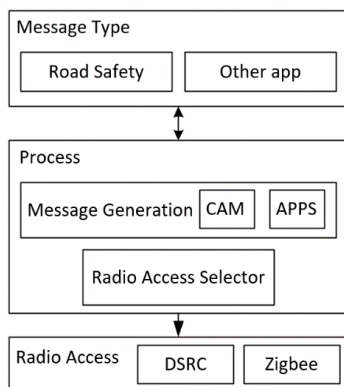 Message Type
Road Safety Other app
Process
Message Generation CAM APPS
Radio Access Selector
Radio Access DSRC Zigbee